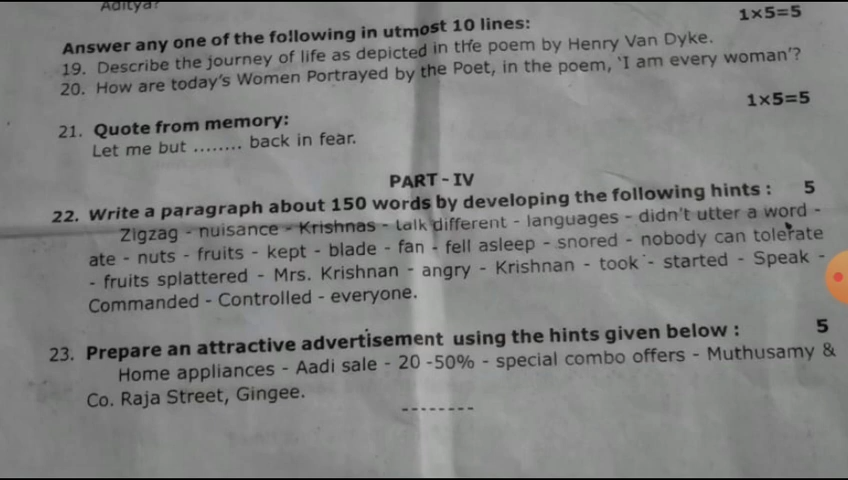 Aditya?
1×5=5
Answer any one of the following in utmost 10 lines:
19. Describe the journey of life as depicted in the poem by Henry Van Dyke.
20. How are today's Women Portrayed by the Poet, in the poem, 'I am every woman'?
1×5=5
21. Quote from memory:
Let me but ........ back in fear.
PART - IV
22. Write a paragraph about 150 words by developing the following hints : 5
Zigzag - nuisance - Krishnas - talk different - languages - didn't utter a word -
ate - nuts - fruits - kept - blade - fan - fell asleep - snored - nobody can tolerate
- fruits splattered - Mrs. Krishnan - angry - Krishnan - took - started - Speak -
Commanded - Controlled - everyone.
23. Prepare an attractive advertisement using the hints given below : 5
Home appliances - Aadi sale - 20 -50% - special combo offers - Muthusamy &
Co. Raja Street, Gingee.
--------